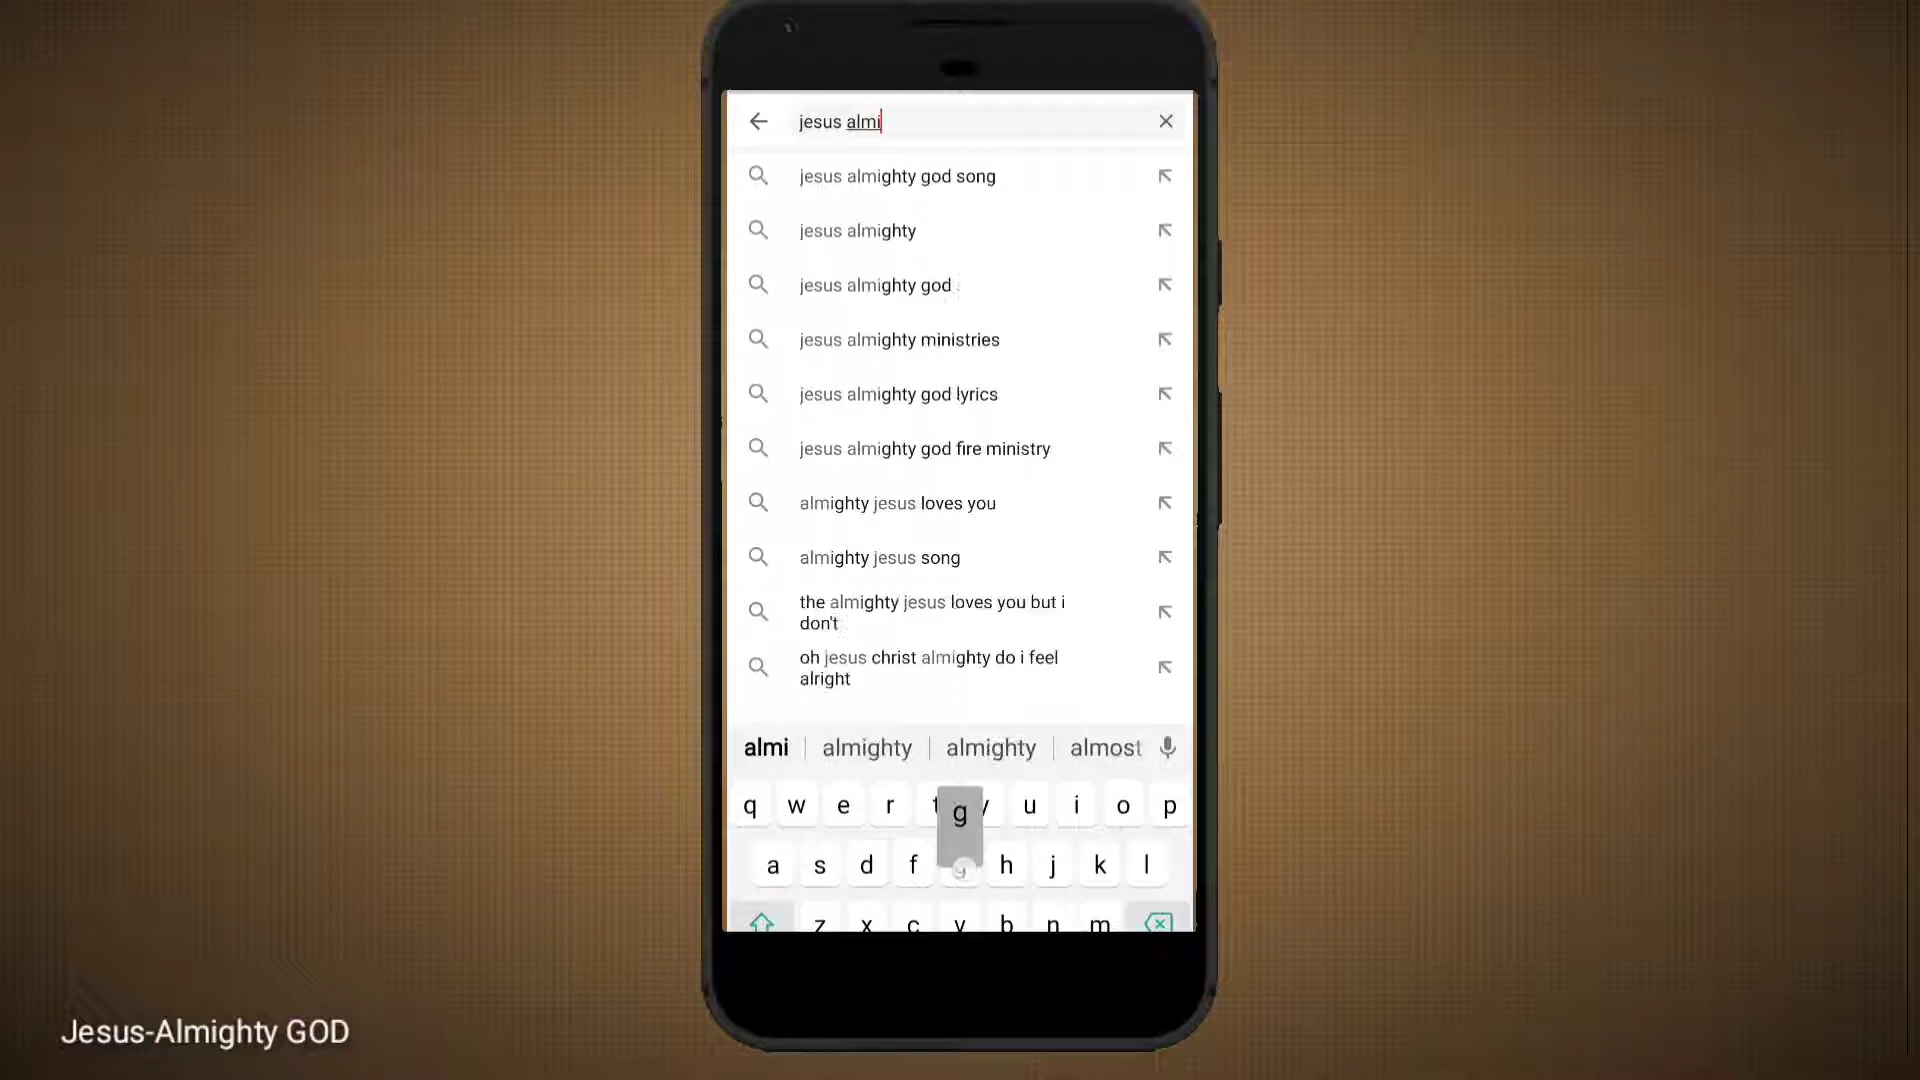 jesus almi
jesus almighty god song
jesus almighty
jesus almighty god
jesus almighty ministries
jesus almighty god lyrics
jesus almighty god fire ministry
almighty jesus loves you
almighty jesus song
the almighty jesus loves you but i
don't
oh jesus christ almighty do i feel
alright
almi almighty almighty almost
q w e r t y u i o p
g
a s d f g h j k l
z x c v b n m
Jesus-Almighty GOD